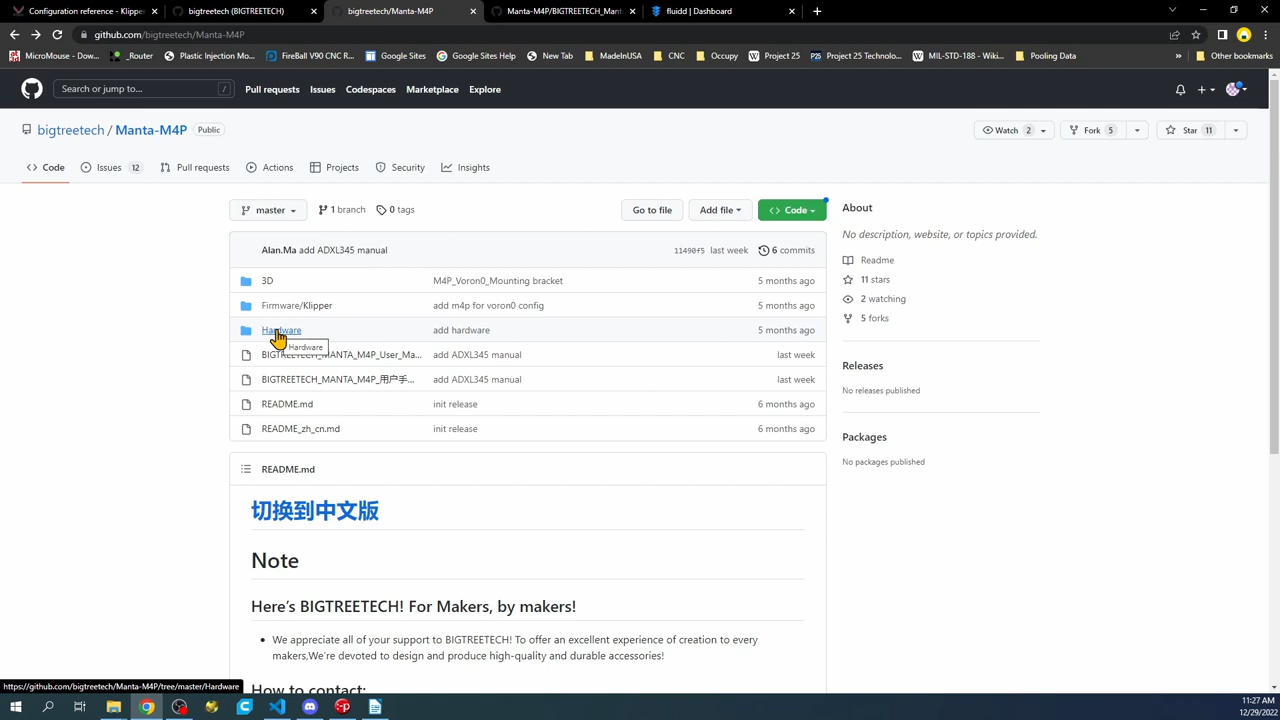 Configuration reference - Klipper
bigtreetech (BIGTREETECH)
bigtreetech/Manta-M4P
Manta-M4P/BIGTREETECH_Mant
fluidd | Dashboard
github.com/bigtreetech/Manta-M4P
MicroMouse - Dow...
_Router
Plastic Injection Mo...
FireBall V90 CNC R...
Google Sites
Google Sites Help
New Tab
MadeInUSA
CNC
Occupy
Project 25
Project 25 Technolo...
MIL-STD-188 - Wiki...
Pooling Data
»
Other bookmarks
Search or jump to...
/
Pull requests
Issues
Codespaces
Marketplace
Explore
bigtreetech / Manta-M4P
Public
Watch 2
Fork 5
Star 11
<> Code
Issues 12
Pull requests
Actions
Projects
Security
Insights
master
1 branch
0 tags
Go to file
Add file
<> Code
About
No description, website, or topics provided.
Alan.Ma add ADXL345 manual
11490f5 last week
6 commits
3D
M4P_Voron0_Mounting bracket
5 months ago
Firmware/Klipper
add m4p for voron0 config
5 months ago
Hardware
add hardware
5 months ago
Hardware
BIGTREETECH_MANTA_M4P_User_Ma...
add ADXL345 manual
last week
BIGTREETECH_MANTA_M4P_用户手...
add ADXL345 manual
last week
README.md
init release
6 months ago
README_zh_cn.md
init release
6 months ago
Readme
11 stars
2 watching
5 forks
Releases
No releases published
Packages
No packages published
README.md
切换到中文版
Note
Here's BIGTREETECH! For Makers, by makers!
We appreciate all of your support to BIGTREETECH! To offer an excellent experience of creation to every
makers,We're devoted to design and produce high-quality and durable accessories!
How to contact:
https://github.com/bigtreetech/Manta-M4P/tree/master/Hardware
11:27 AM
12/29/2022